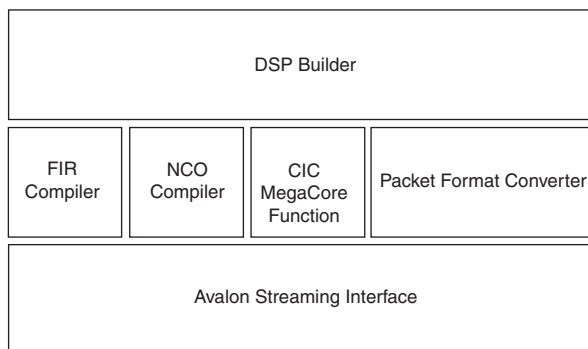 DSP Builder
FIR
Compiler
NCO
Compiler
CIC
MegaCore
Function
Packet Format Converter
Avalon Streaming Interface